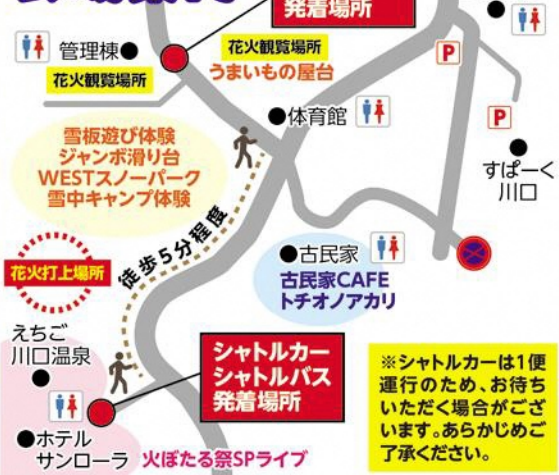 発着場所
管理棟
花火観覧場所
花火観覧場所
うまいもの屋台
P
体育館
P
すぱーく
川口
雪板遊び体験
ジャンボ滑り台
WESTスノーパーク
雪中キャンプ体験
徒歩5分程度
古民家
古民家CAFE
トチオノアカリ
花火打上場所
えちご
川口温泉
シャトルカー
シャトルバス
発着場所
※シャトルカーは1便
運行のため、お待ち
いただく場合がござ
います。あらかじめご
了承ください。
ホテル
サンローラ
火ぼたる祭SPライブ